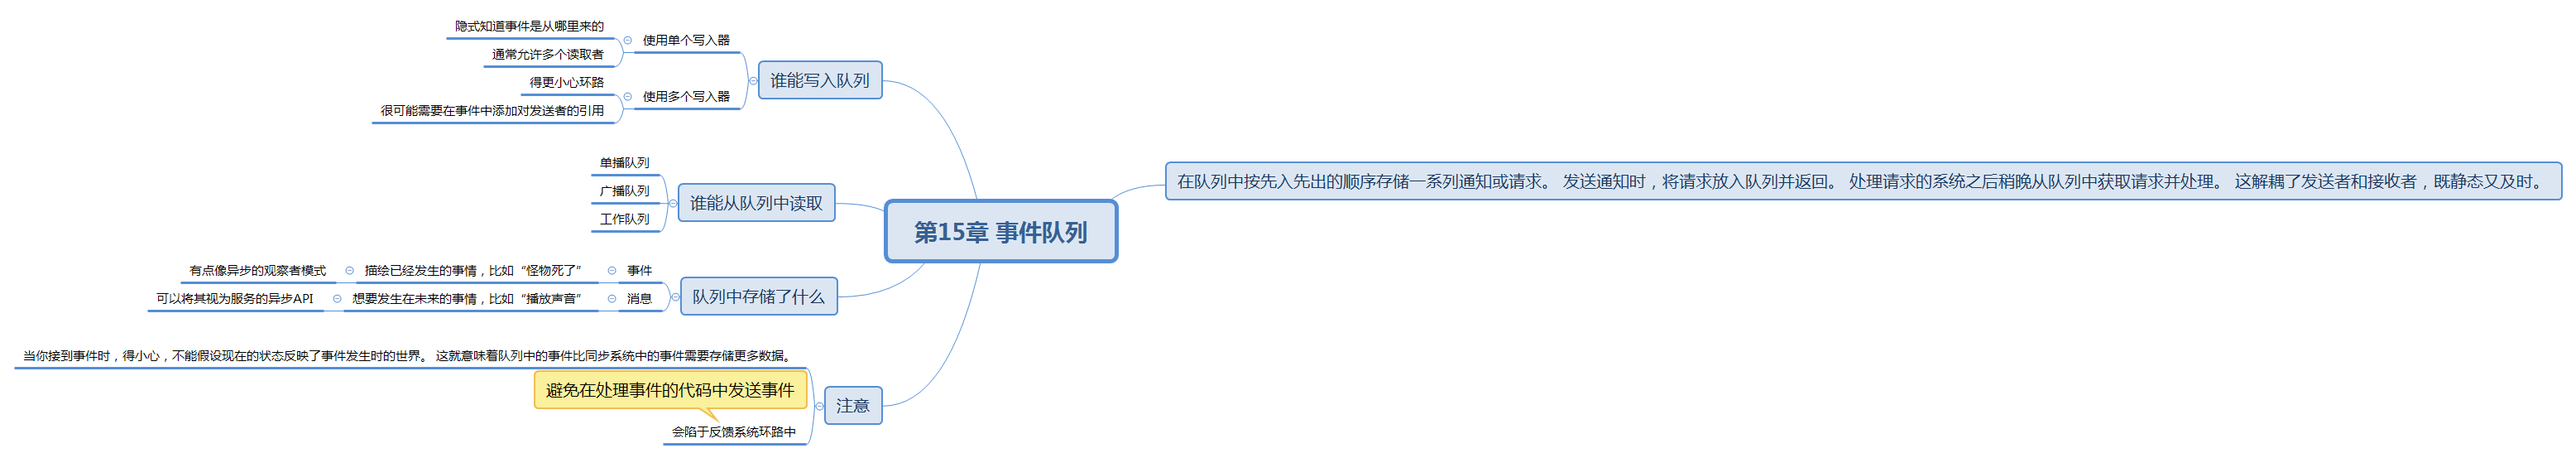 第15章 事件队列
在队列中按先入先出的顺序存储一系列通知或请求。 发送通知时，将请求放入队列并返回。 处理请求的系统之后稍晚从队列中获取请求并处理。 这解耦了发送者和接收者，既静态又及时。
谁能写入队列
使用单个写入器
隐式知道事件是从哪里来的
通常允许多个读取者
使用多个写入器
得更小心环路
很可能需要在事件中添加对发送者的引用
谁能从队列中读取
单播队列
广播队列
工作队列
队列中存储了什么
事件
描绘已经发生的事情，比如“怪物死了”
有点像异步的观察者模式
消息
想要发生在未来的事情，比如“播放声音”
可以将其视为服务的异步API
注意
当你接到事件时，得小心，不能假设现在的状态反映了事件发生时的世界。 这就意味着队列中的事件比同步系统中的事件需要存储更多数据。
避免在处理事件的代码中发送事件
会陷于反馈系统环路中